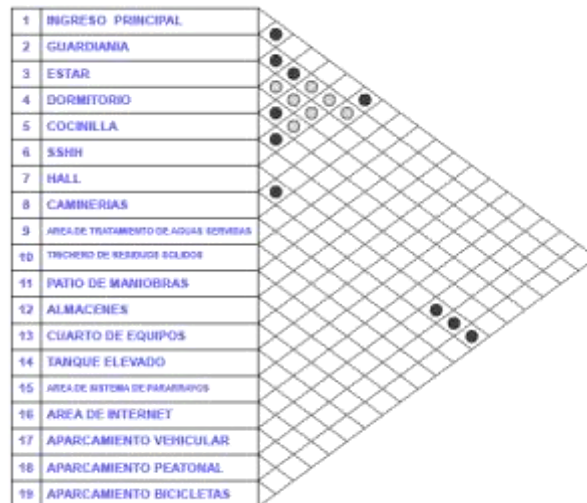 1 INGRESO PRINCIPAL
2 GUARDIANIA
3 ESTAR
4 DORMITORIO
5 COCINILLA
6 SSHH
7 HALL
8 CAMINERIAS
9 AREA DE TRATAMIENTO DE AGUAS SERVIDAS
10 TRICHERO DE RESIDUOS SOLIDOS
11 PATIO DE MANIOBRAS
12 ALMACENES
13 CUARTO DE EQUIPOS
14 TANQUE ELEVADO
15 AREA DE SISTEMA DE PARARRAYOS
16 AREA DE INTERNET
17 APARCAMIENTO VEHICULAR
18 APARCAMIENTO PEATONAL
19 APARCAMIENTO BICICLETAS